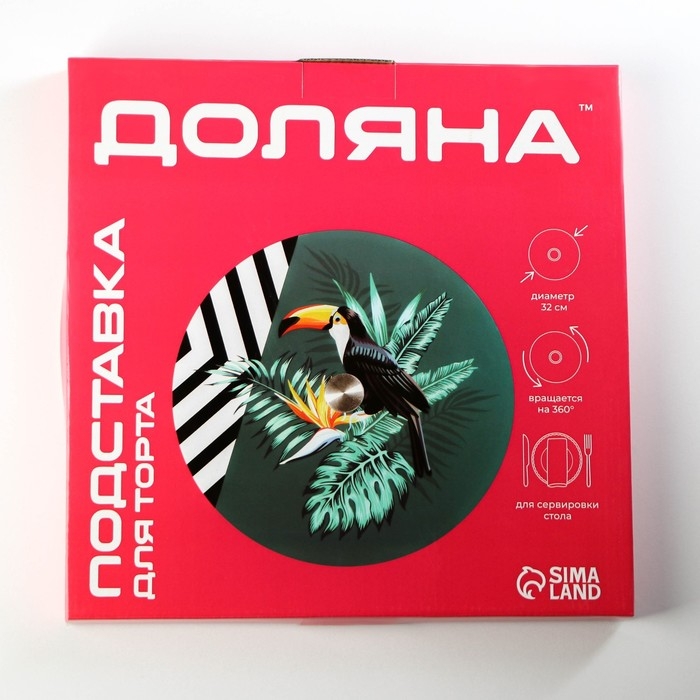 ДОЛЯНА™
ПОДСТАВКА
ДЛЯ ТОРТА
диаметр
32 см
вращается
на 360°
для сервировки
стола
SIMA
LAND